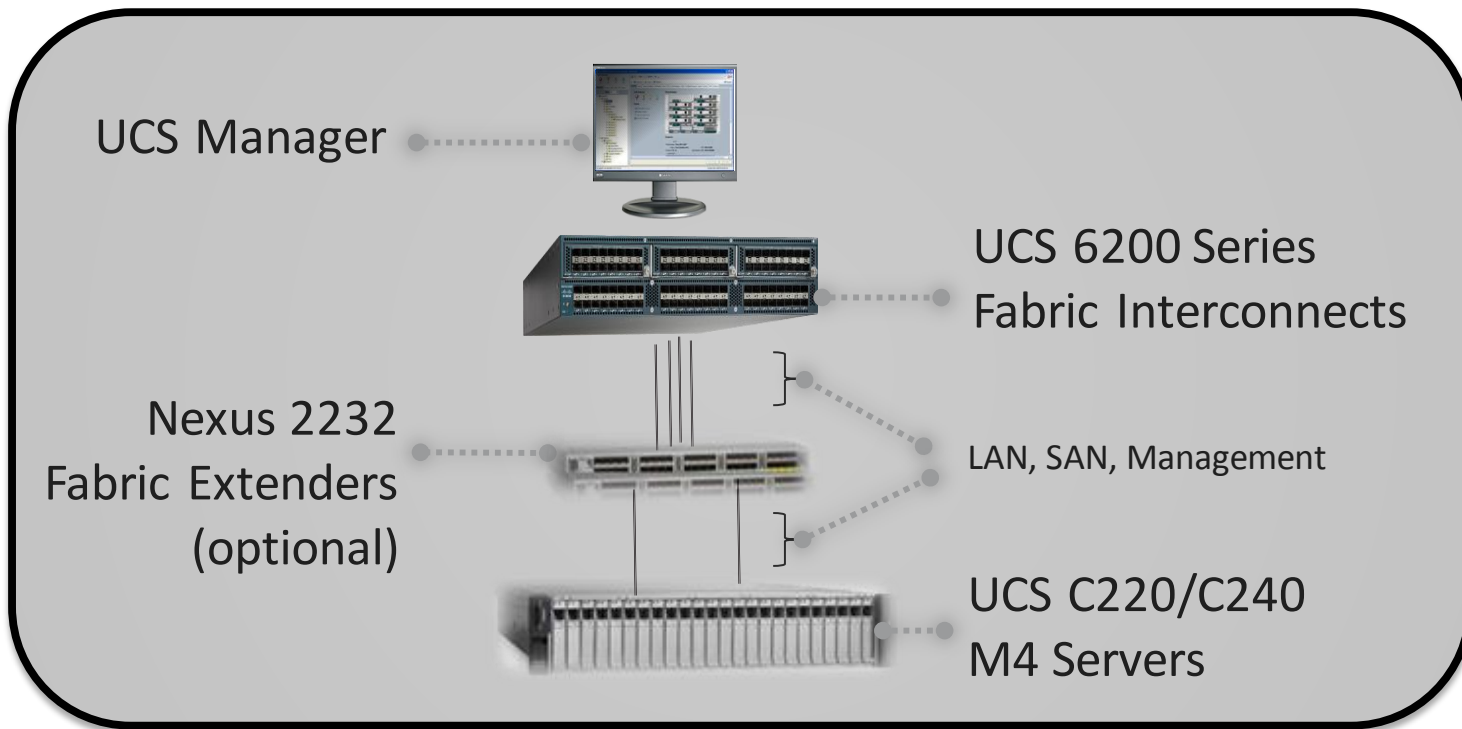 UCS Manager
UCS 6200 Series
Fabric Interconnects
Nexus 2232
Fabric Extenders
(optional)
LAN, SAN, Management
UCS C220/C240
M4 Servers